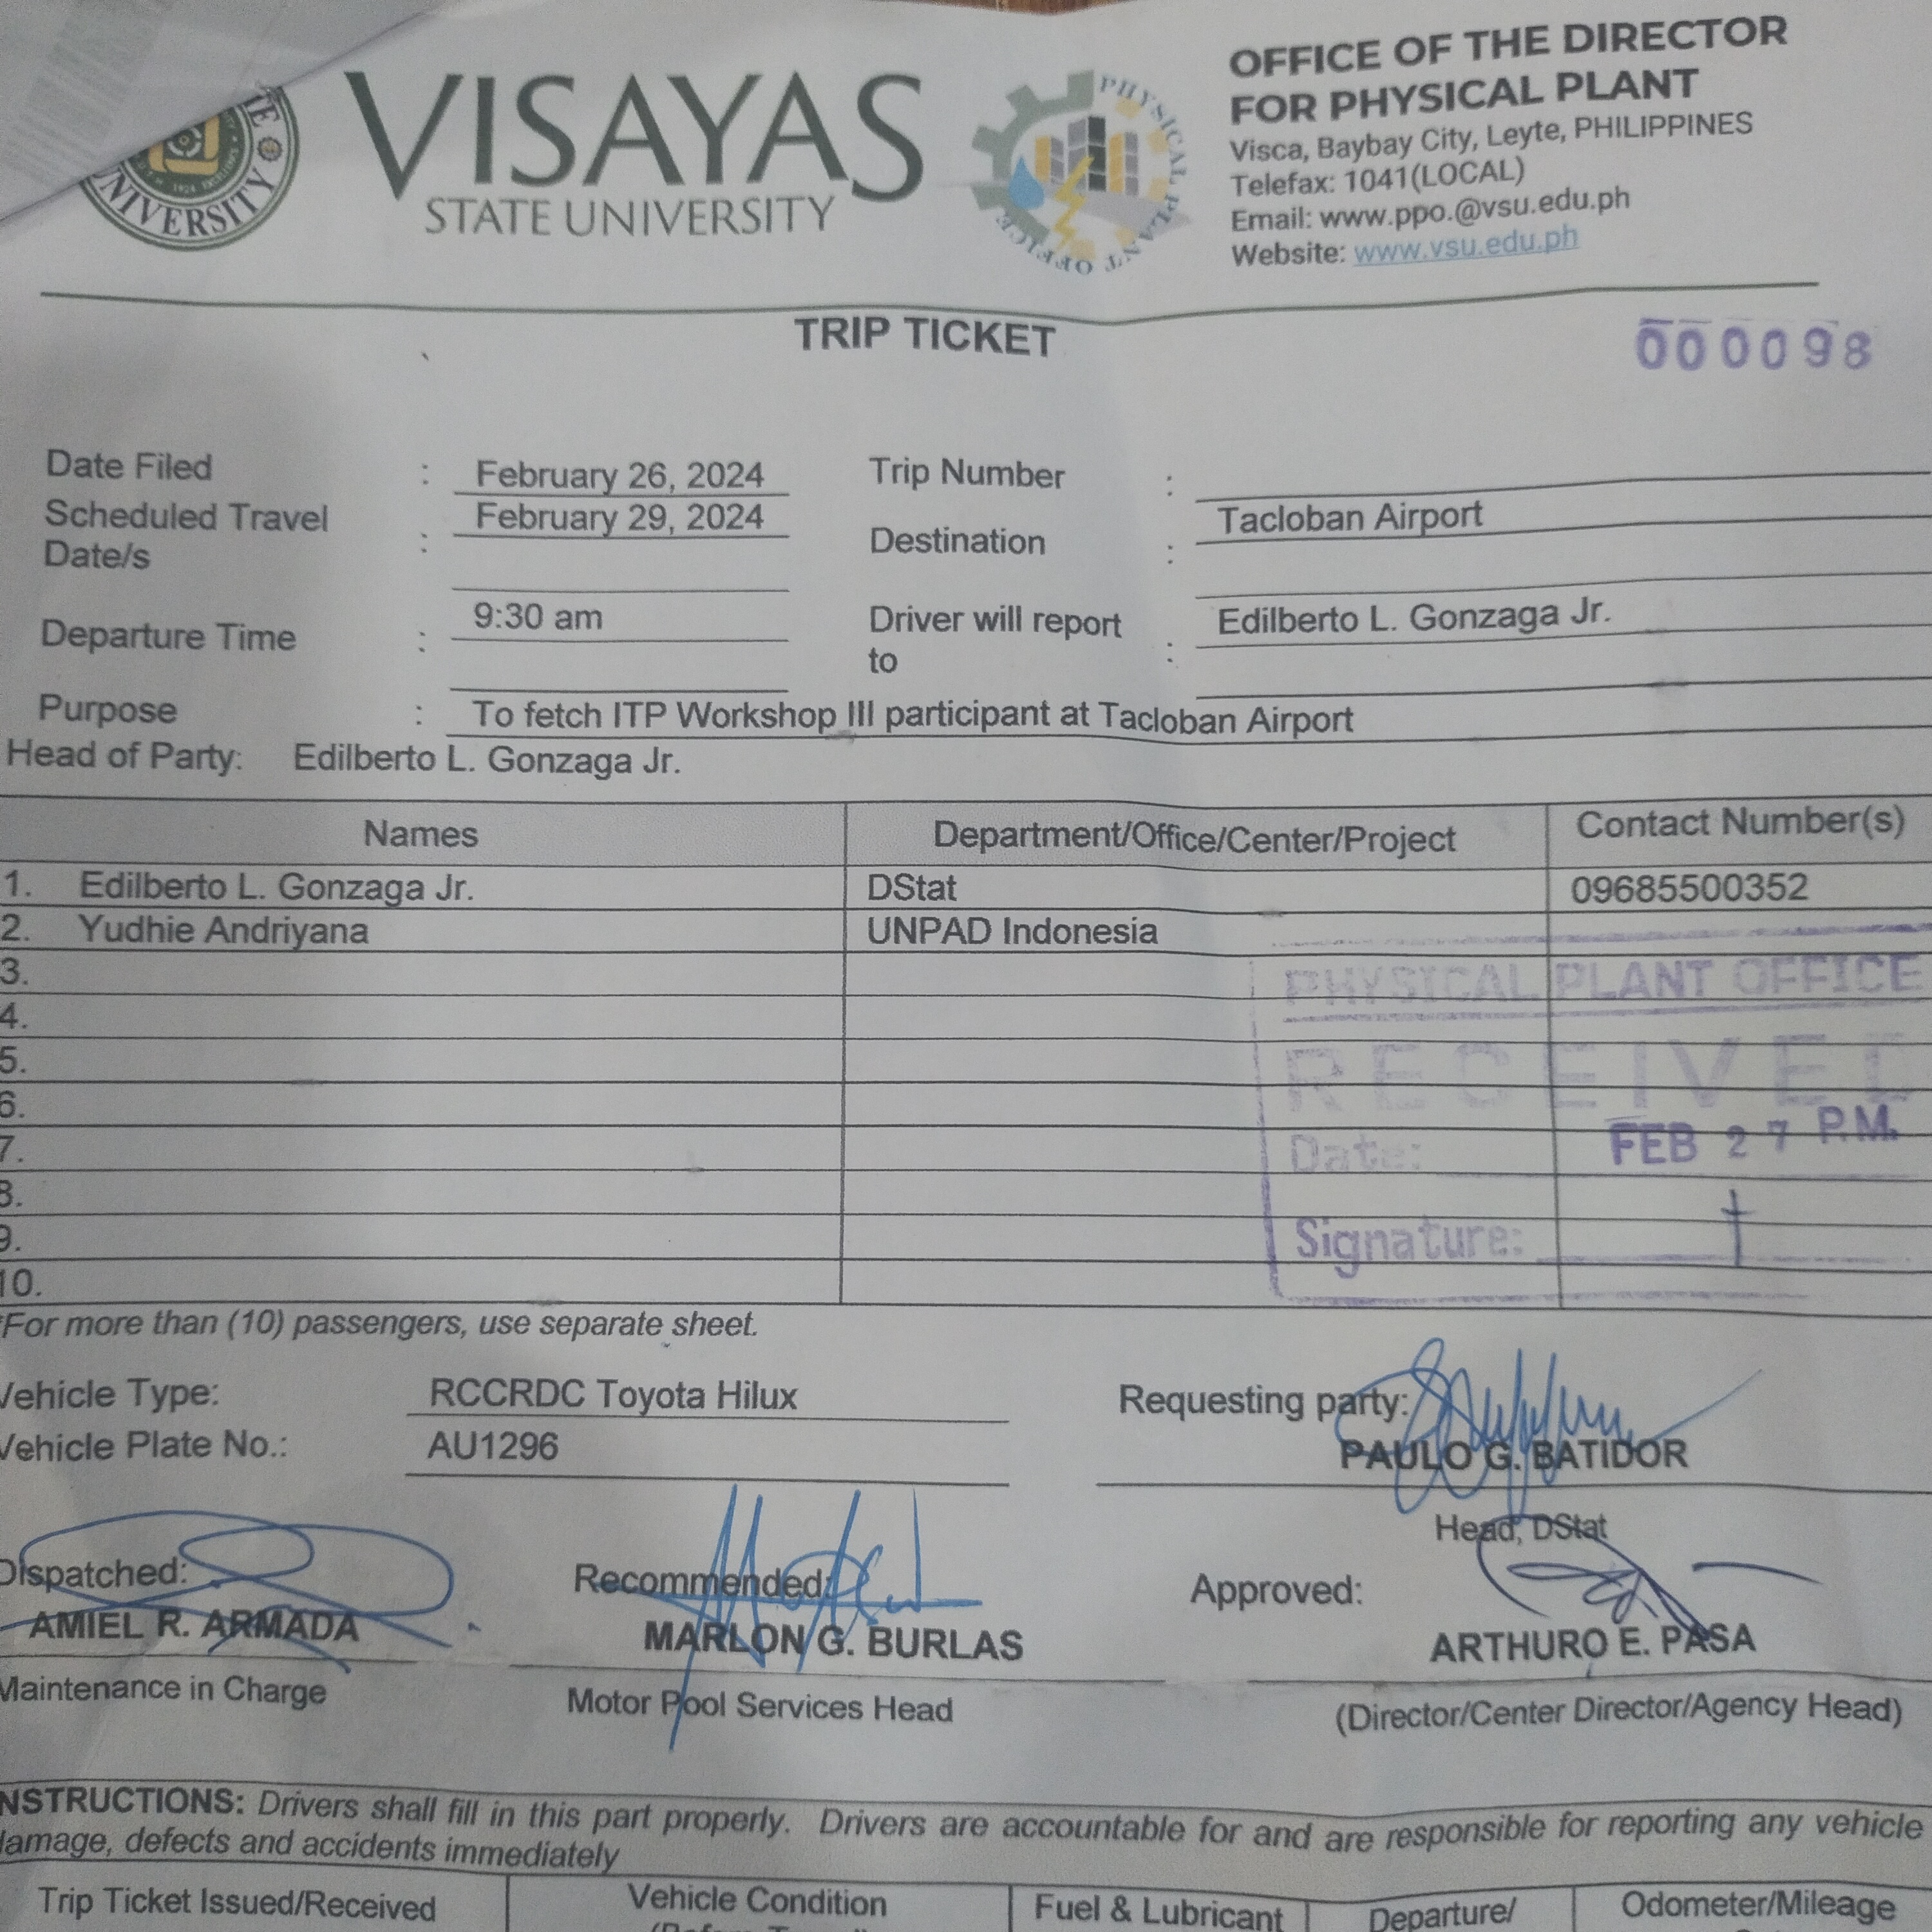 VISAYAS
STATE UNIVERSITY
UNIVERSITY
PHYSICAL PLANT OFFICE
OFFICE OF THE DIRECTOR
FOR PHYSICAL PLANT
Visca, Baybay City, Leyte, PHILIPPINES
Telefax: 1041(LOCAL)
Email: www.ppo.@vsu.edu.ph
Website: www.vsu.edu.ph
TRIP TICKET
000098
Date Filed : February 26, 2024 Trip Number :
Scheduled Travel Date/s : February 29, 2024 Destination : Tacloban Airport
Departure Time : 9:30 am Driver will report to : Edilberto L. Gonzaga Jr.
Purpose : To fetch ITP Workshop III participant at Tacloban Airport
Head of Party: Edilberto L. Gonzaga Jr.
Names Department/Office/Center/Project Contact Number(s)
1. Edilberto L. Gonzaga Jr. DStat 09685500352
2. Yudhie Andriyana UNPAD Indonesia
3.
4.
5.
6.
7.
8.
9.
10.
PHYSICAL PLANT OFFICE
RECEIVED
Date: FEB 27 P.M.
Signature:
*For more than (10) passengers, use separate sheet.
Vehicle Type: RCCRDC Toyota Hilux Requesting party:
Vehicle Plate No.: AU1296 PAULO G. BATIDOR
Head, DStat
Dispatched: Recommended: Approved:
AMIEL R. ARMADA MARLON G. BURLAS ARTHURO E. PASA
Maintenance in Charge Motor Pool Services Head (Director/Center Director/Agency Head)
INSTRUCTIONS: Drivers shall fill in this part properly. Drivers are accountable for and are responsible for reporting any vehicle
damage, defects and accidents immediately
Trip Ticket Issued/Received Vehicle Condition Fuel & Lubricant Departure/ Odometer/Mileage